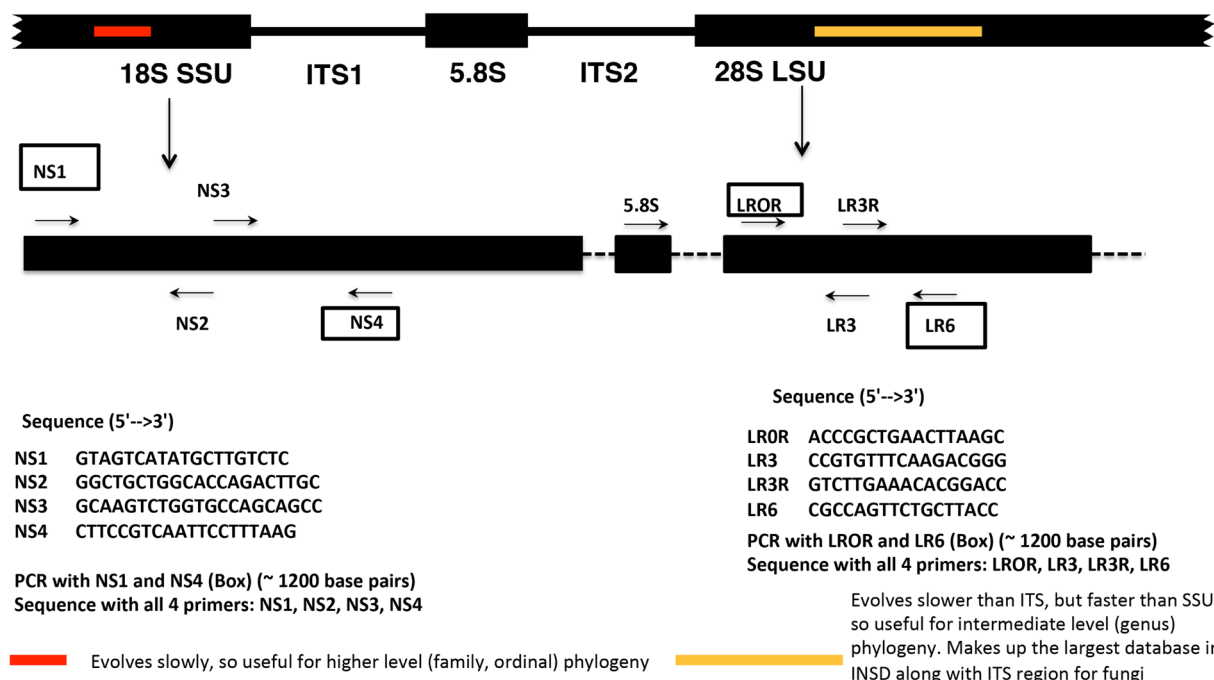 18S SSU ITS1 5.8S ITS2 28S LSU
NS1
NS3
5.8S
LROR
LR3R
NS2
NS4
LR3
LR6
Sequence (5'-->3')
NS1 GTAGTCATATGCTTGTCTC
NS2 GGCTGCTGGCACCAGACTTGC
NS3 GCAAGTCTGGTGCCAGCAGCC
NS4 CTTCCGTCAATTCCTTTAAG
PCR with NS1 and NS4 (Box) (~ 1200 base pairs)
Sequence with all 4 primers: NS1, NS2, NS3, NS4
Sequence (5'-->3')
LR0R ACCCGCTGAACTTAAGC
LR3 CCGTGTTTCAAGACGGG
LR3R GTCTTGAAACACGGACC
LR6 CGCCAGTTCTGCTTACC
PCR with LROR and LR6 (Box) (~ 1200 base pairs)
Sequence with all 4 primers: LROR, LR3, LR3R, LR6
Evolves slowly, so useful for higher level (family, ordinal) phylogeny
Evolves slower than ITS, but faster than SSU
so useful for intermediate level (genus)
phylogeny. Makes up the largest database in
INSD along with ITS region for fungi